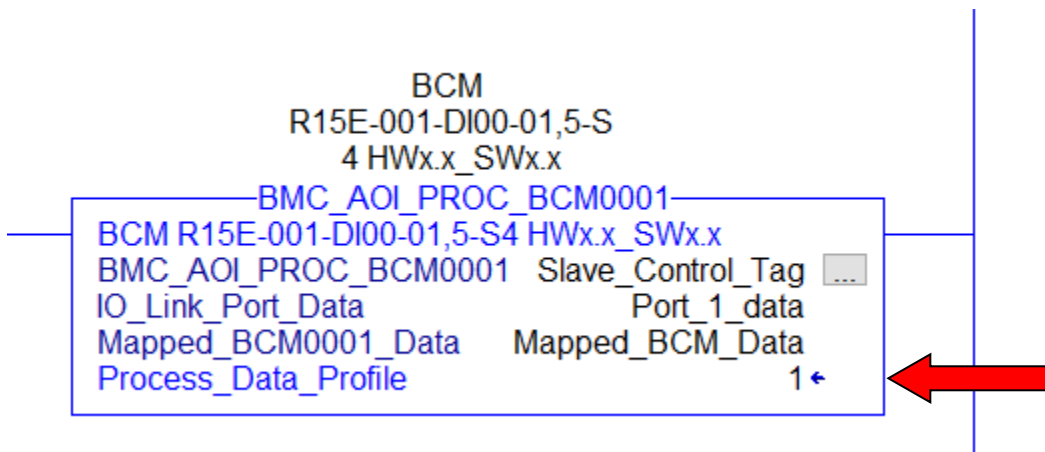 BCM
R15E-001-DI00-01,5-S
4 HWx.x_SWx.x
BMC_AOI_PROC_BCM0001
BCM R15E-001-DI00-01,5-S4 HWx.x_SWx.x
BMC_AOI_PROC_BCM0001 Slave_Control_Tag ...
IO_Link_Port_Data Port_1_data
Mapped_BCM0001_Data Mapped_BCM_Data
Process_Data_Profile 1